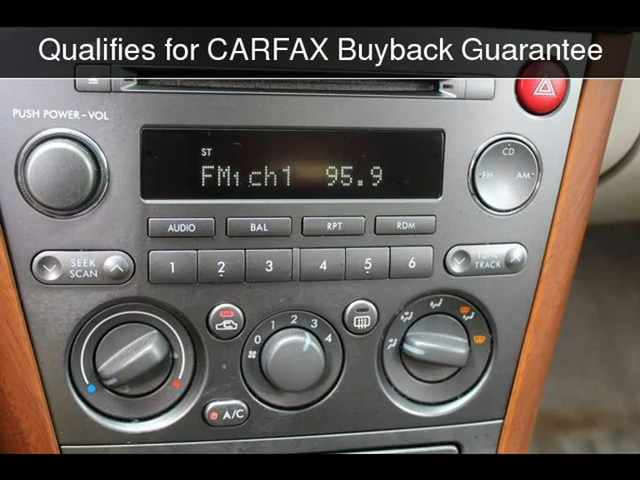 Qualifies for CARFAX Buyback Guarantee
PUSH POWER-VOL
ST
FM1ch1 95.9
CD
FM AM
AUDIO BAL RPT RDM
SEEK
SCAN
1 2 3 4 5 6
TUNE
TRACK
0 1 2 3 4
A/C